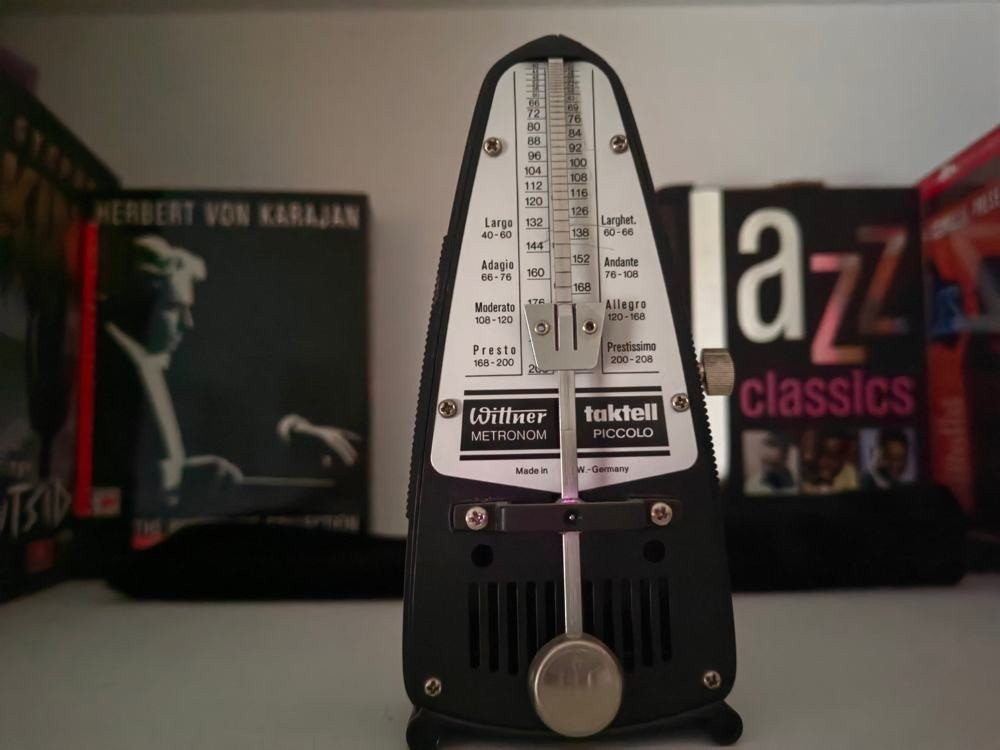 HERBERT VON KARAJAN
66
72
80
88
96
104
112
120
132
144
160
176
69
76
84
92
100
108
116
126
138
152
168
Largo
40-60
Adagio
66-76
Moderato
108-120
Presto
168-200
Larghet.
60-66
Andante
76-108
Allegro
120-168
Prestissimo
200-208
Wittner
METRONOM
taktell
PICCOLO
Made in W.-Germany
Jazz
classics